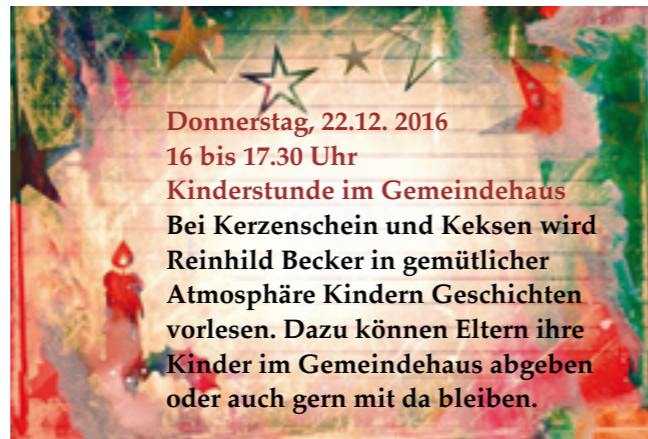 Donnerstag, 22.12. 2016
16 bis 17.30 Uhr
Kinderstunde im Gemeindehaus
Bei Kerzenschein und Keksen wird
Reinhild Becker in gemütlicher
Atmosphäre Kindern Geschichten
vorlesen. Dazu können Eltern ihre
Kinder im Gemeindehaus abgeben
oder auch gern mit da bleiben.